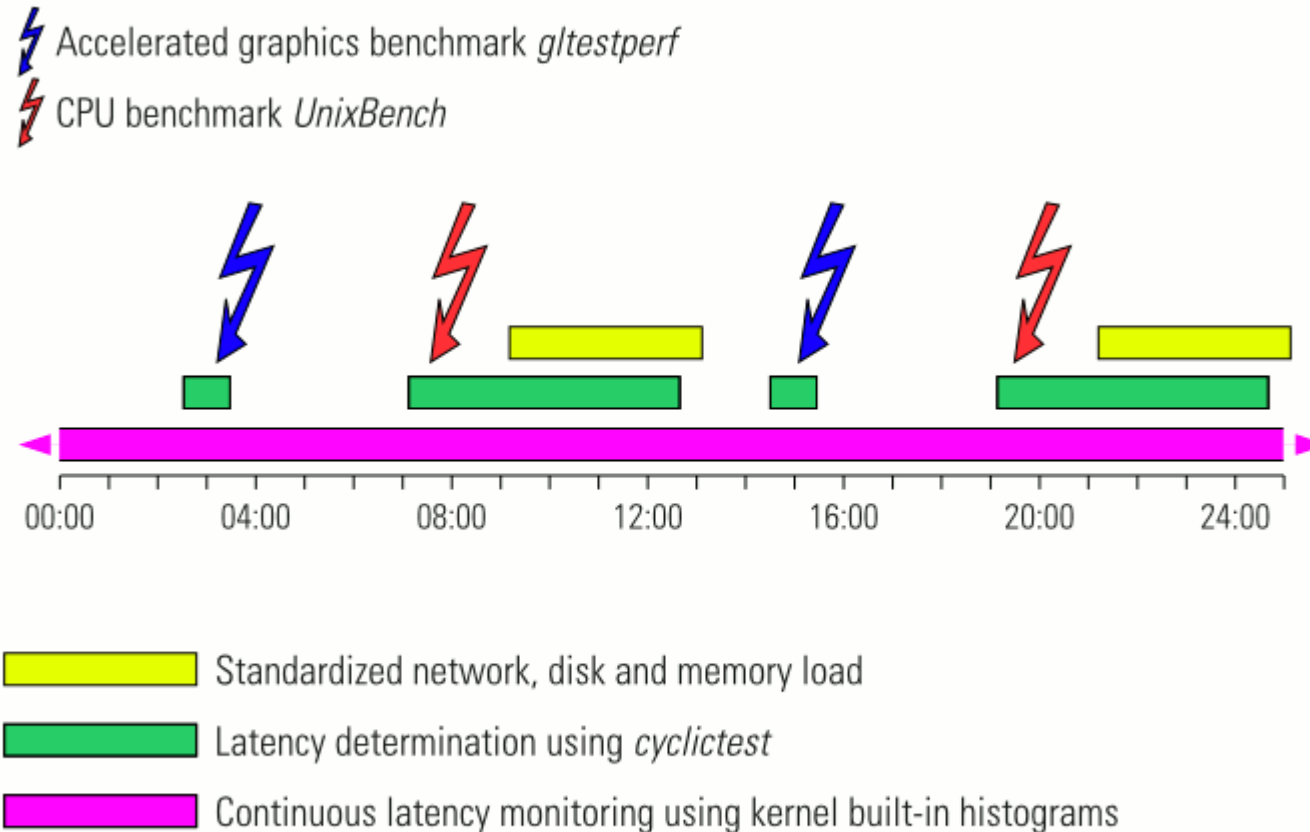 Accelerated graphics benchmark gltestperf
CPU benchmark UnixBench
00:00 04:00 08:00 12:00 16:00 20:00 24:00
Standardized network, disk and memory load
Latency determination using cyclictest
Continuous latency monitoring using kernel built-in histograms